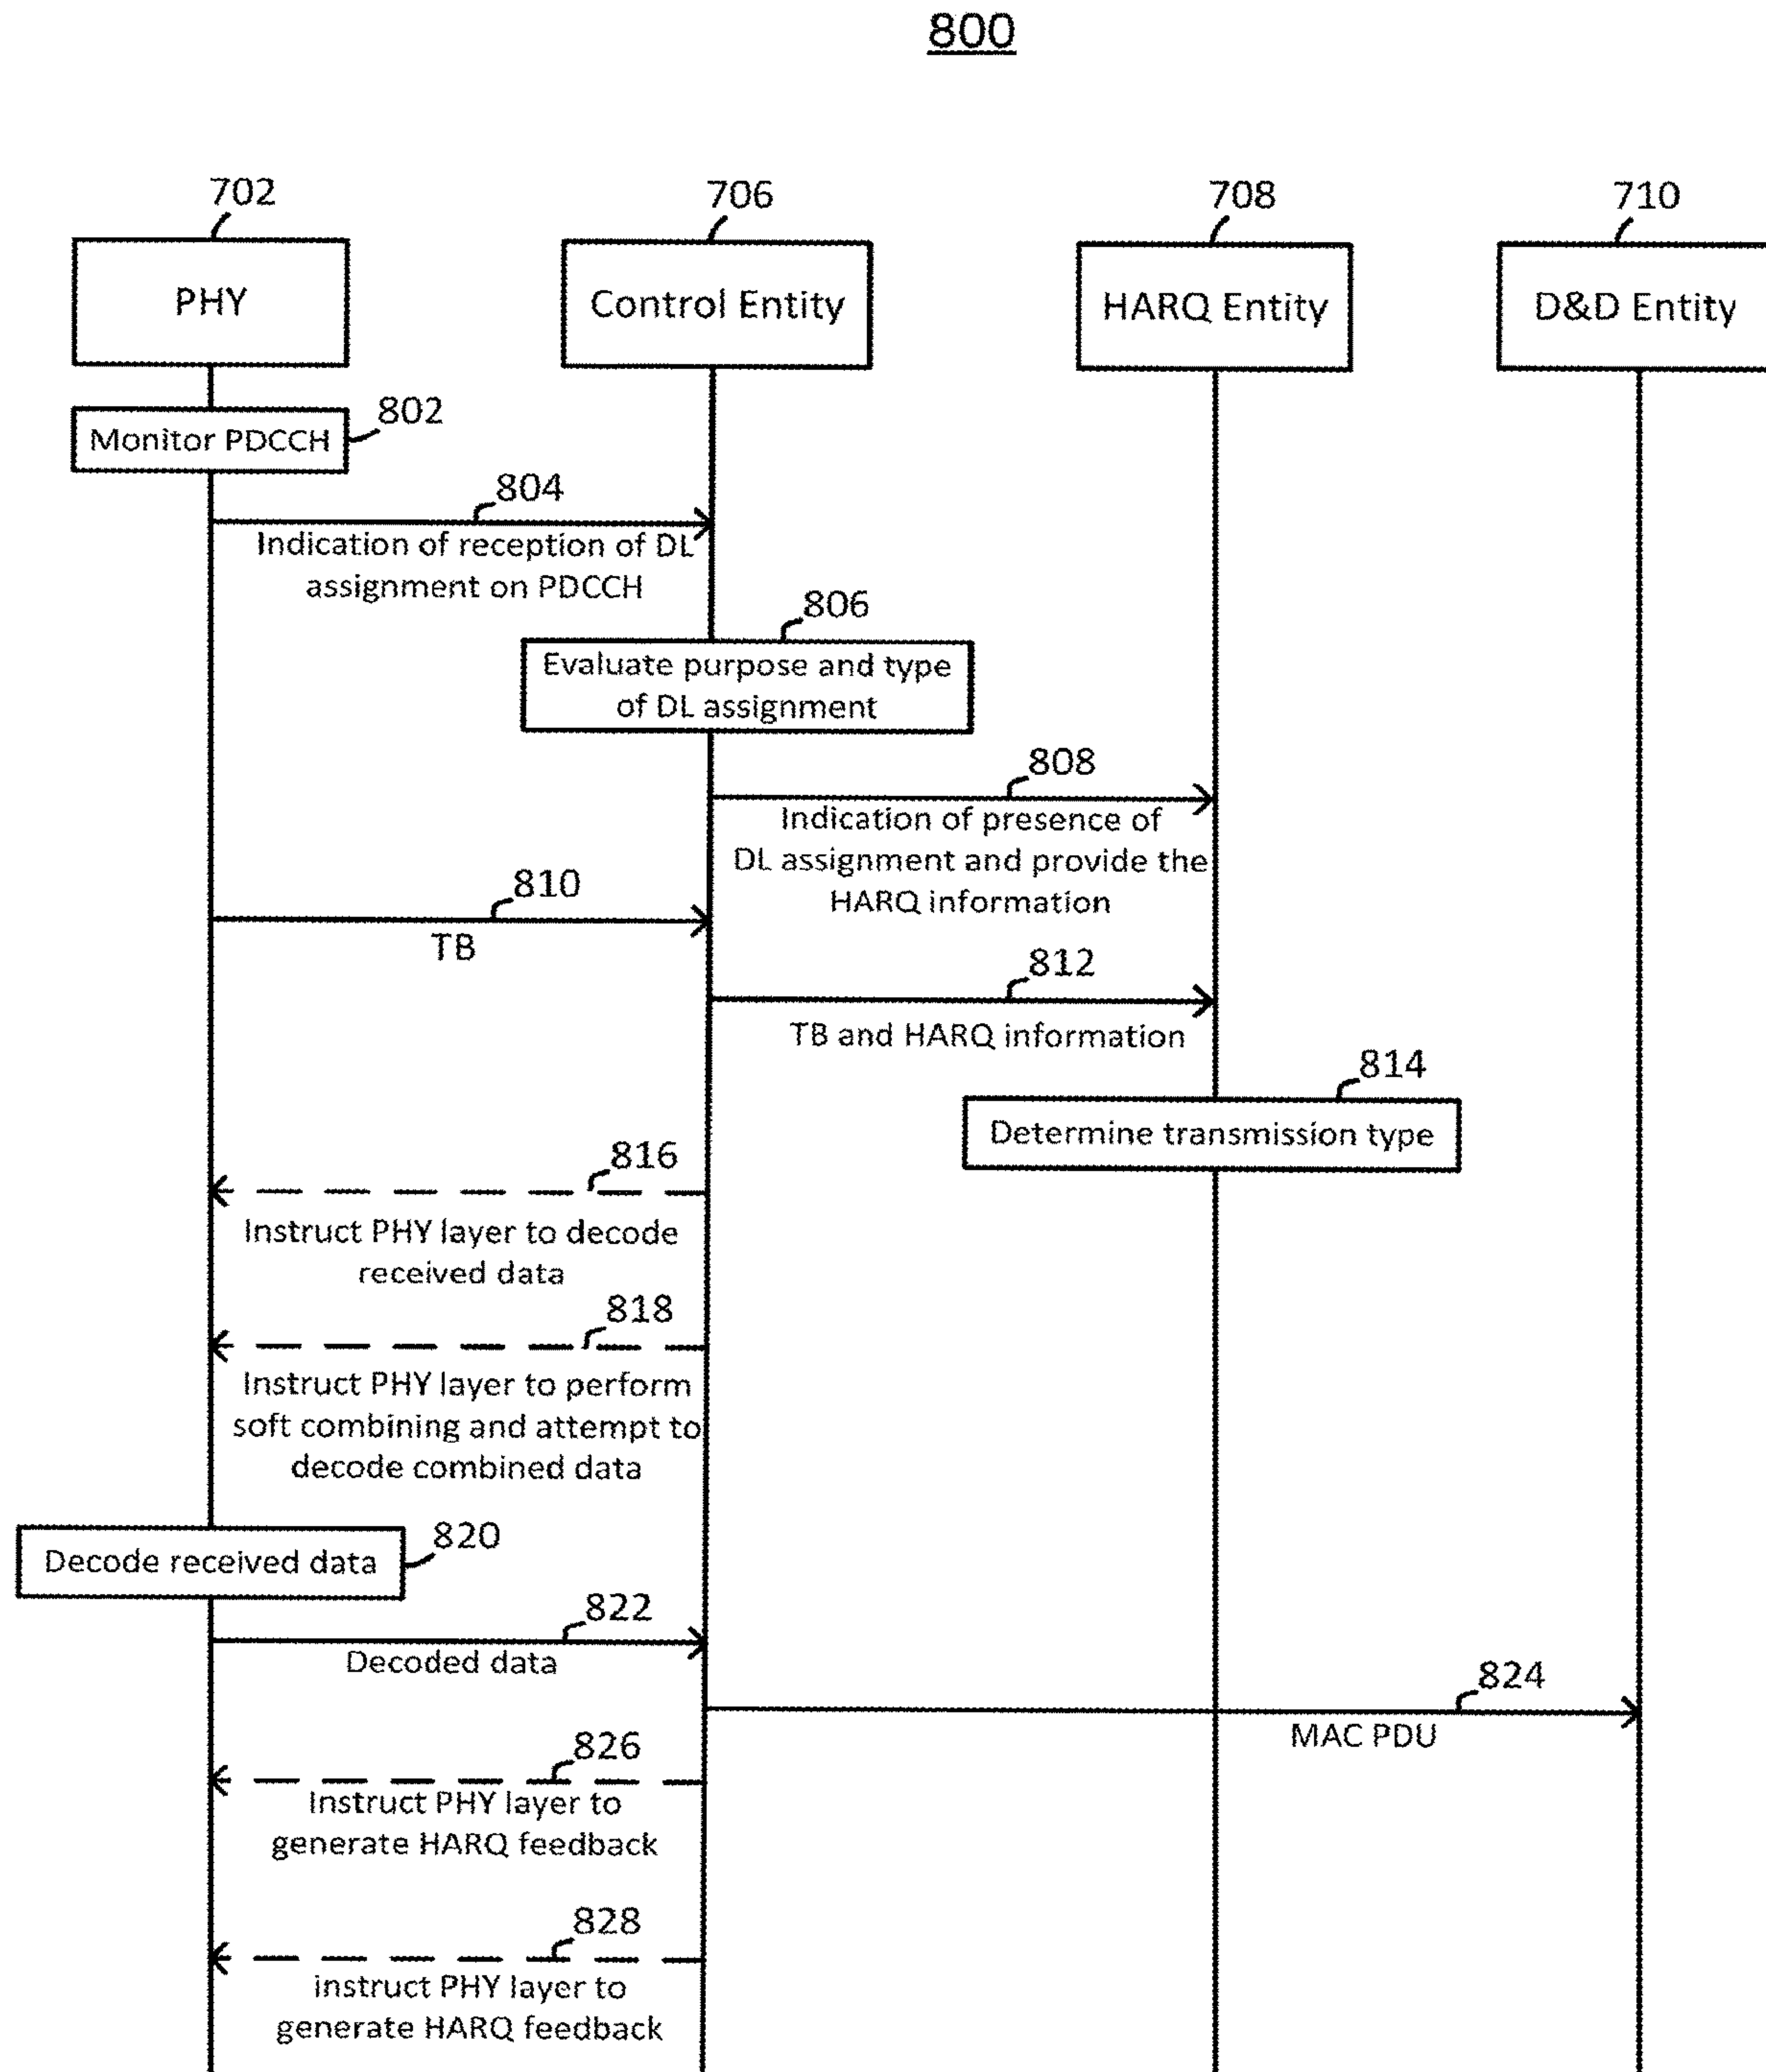 800
702
706
708
710
PHY
Control Entity
HARQ Entity
D&D Entity
802
Monitor PDCCH
804
Indication of reception of DL
assignment on PDCCH
806
Evaluate purpose and type
of DL assignment
808
Indication of presence of
DL assignment and provide the
HARQ information
810
TB
812
TB and HARQ information
814
Determine transmission type
816
Instruct PHY layer to decode
received data
818
Instruct PHY layer to perform
soft combining and attempt to
decode combined data
820
Decode received data
822
Decoded data
824
MAC PDU
826
Instruct PHY layer to
generate HARQ feedback
828
instruct PHY layer to
generate HARQ feedback